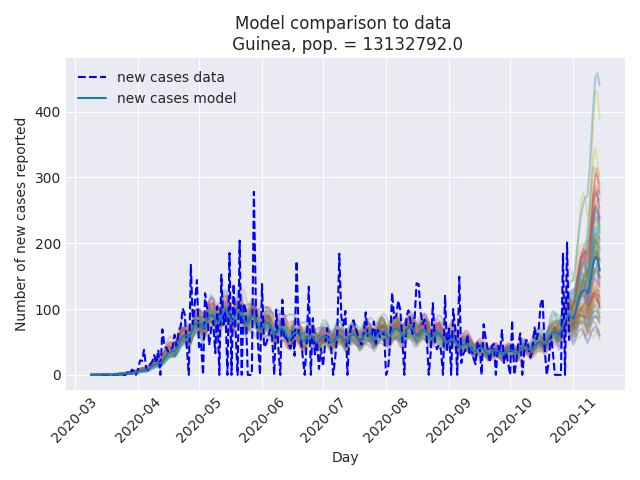 Model comparison to data
Guinea, pop. = 13132792.0
new cases data
new cases model
Number of new cases reported
400
300
200
100
0
2020-03
2020-04
2020-05
2020-06
2020-07
2020-08
2020-09
2020-10
2020-11
Day